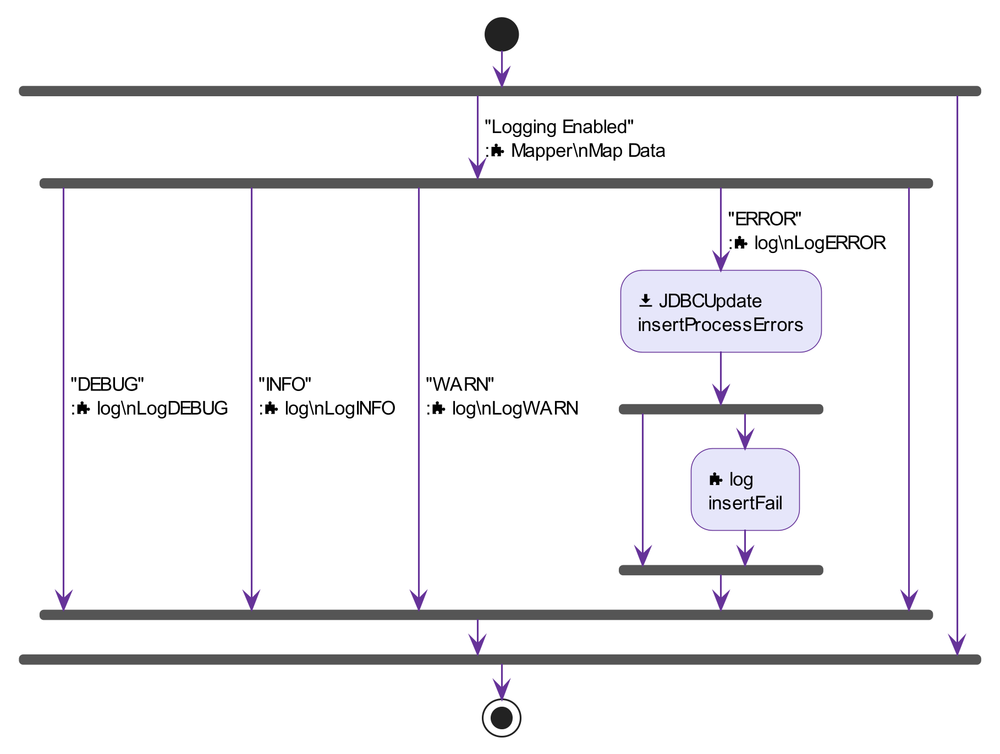 "Logging Enabled"
: Mapper\nMap Data
"ERROR"
: log\nLogERROR
JDBCUpdate
insertProcessErrors
"DEBUG"
: log\nLogDEBUG
"INFO"
: log\nLogINFO
"WARN"
: log\nLogWARN
log
insertFail